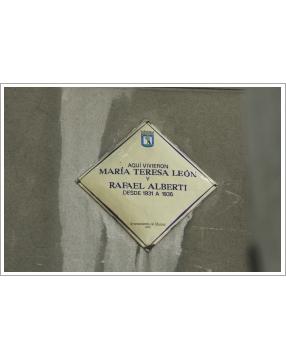 AQUÍ VIVIERON
MARÍA TERESA LEÓN
Y
RAFAEL ALBERTI
DESDE 1931 A 1936
Ayuntamiento de Madrid